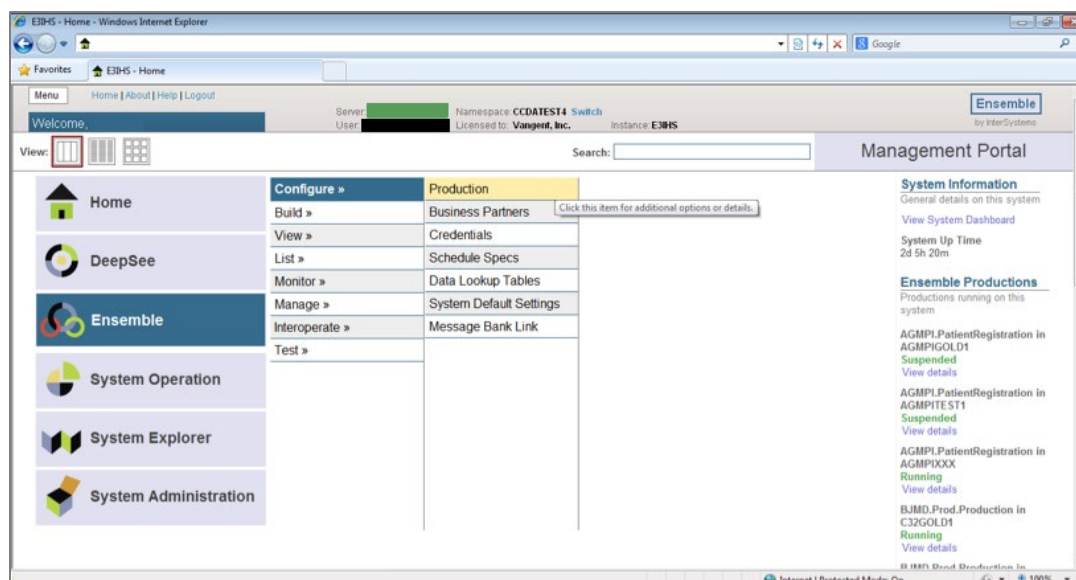 E3IHS - Home - Windows Internet Explorer
Google
Favorites
E3IHS - Home
Menu
Home | About | Help | Logout
Server:
Namespace: CCDATEST4 Switch
Ensemble
Welcome,
User:
Licensed to: Vangent, Inc.
Instance: E3IHS
by InterSystems
View:
Search:
Management Portal
Home
DeepSee
Ensemble
System Operation
System Explorer
System Administration
Configure »
Build »
View »
List »
Monitor »
Manage »
Interoperate »
Test »
Production
Click this item for additional options or details.
Business Partners
Credentials
Schedule Specs
Data Lookup Tables
System Default Settings
Message Bank Link
System Information
General details on this system
View System Dashboard
System Up Time
2d 5h 20m
Ensemble Productions
Productions running on this
system
AGMPI.PatientRegistration in
AGMPIGOLD1
Suspended
View details
AGMPI.PatientRegistration in
AGMPITEST1
Suspended
View details
AGMPI.PatientRegistration in
AGMPIXXX
Running
View details
BJMD.Prod.Production in
C32GOLD1
Running
View details
BJMD.Prod.Production in
Internet | Protected Mode: On
100%